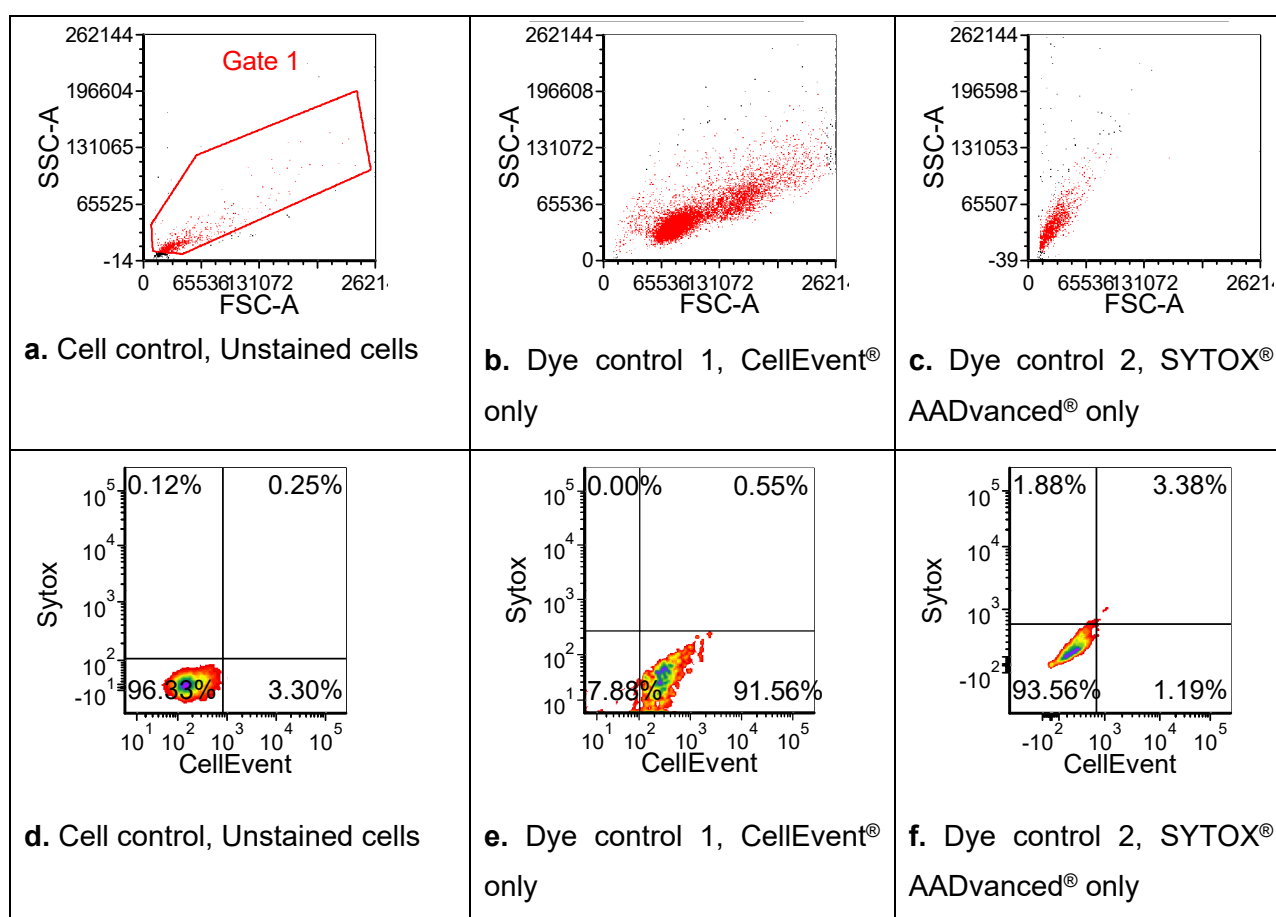 262144
196604
131065
65525
-14
SSC-A
Gate 1
0 65536131072 26214
FSC-A
a. Cell control, Unstained cells
262144
196608
131072
65536
0
SSC-A
0 65536131072 26214
FSC-A
b. Dye control 1, CellEvent®
only
262144
196598
131053
65507
-39
SSC-A
0 65536131072 26214
FSC-A
c. Dye control 2, SYTOX®
AADvanced® only
0.12% 0.25%
96.33% 3.30%
10^5
10^4
10^3
10^2
-10^1
Sytox
10^1 10^2 10^3 10^4 10^5
CellEvent
d. Cell control, Unstained cells
0.00% 0.55%
7.88% 91.56%
10^5
10^4
10^3
10^2
10^1
Sytox
10^1 10^2 10^3 10^4 10^5
CellEvent
e. Dye control 1, CellEvent®
only
1.88% 3.38%
93.56% 1.19%
10^5
10^4
10^3
-10^2
Sytox
-10^2 10^3 10^4 10^5
CellEvent
f. Dye control 2, SYTOX®
AADvanced® only